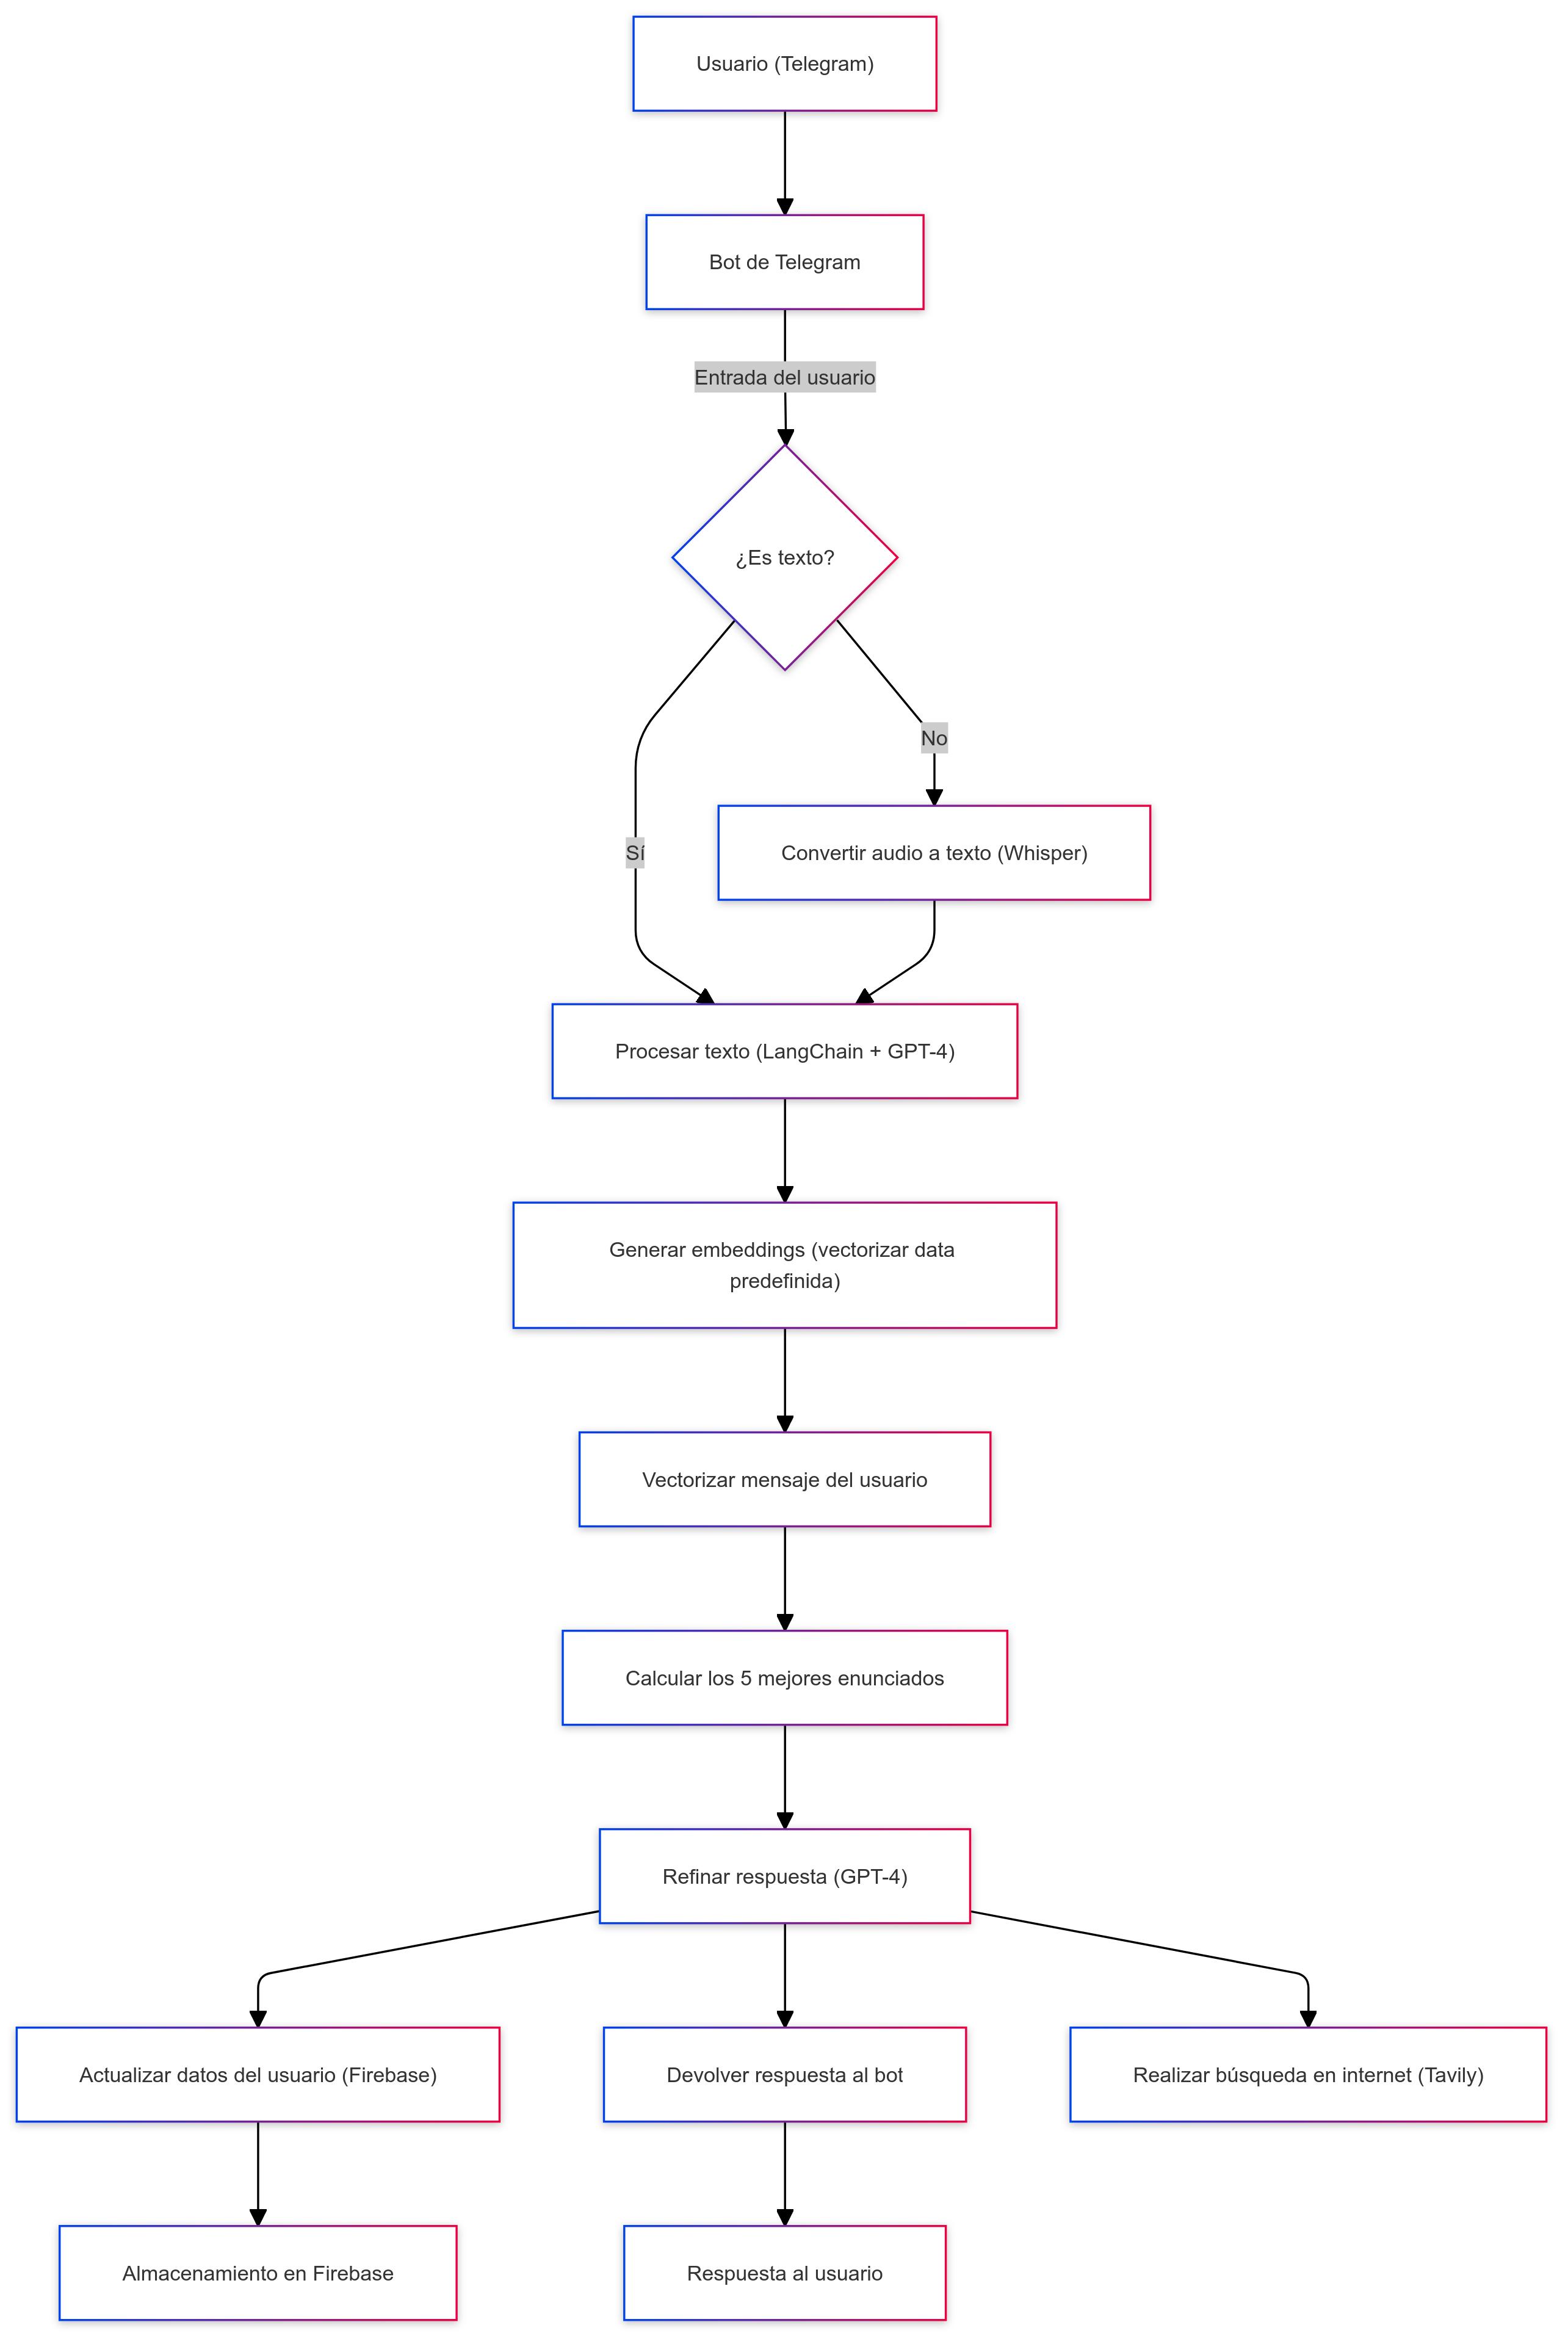 Usuario (Telegram)
Bot de Telegram
Entrada del usuario
¿Es texto?
No
Sí
Convertir audio a texto (Whisper)
Procesar texto (LangChain + GPT-4)
Generar embeddings (vectorizar data
predefinida)
Vectorizar mensaje del usuario
Calcular los 5 mejores enunciados
Refinar respuesta (GPT-4)
Actualizar datos del usuario (Firebase)
Devolver respuesta al bot
Realizar búsqueda en internet (Tavily)
Almacenamiento en Firebase
Respuesta al usuario